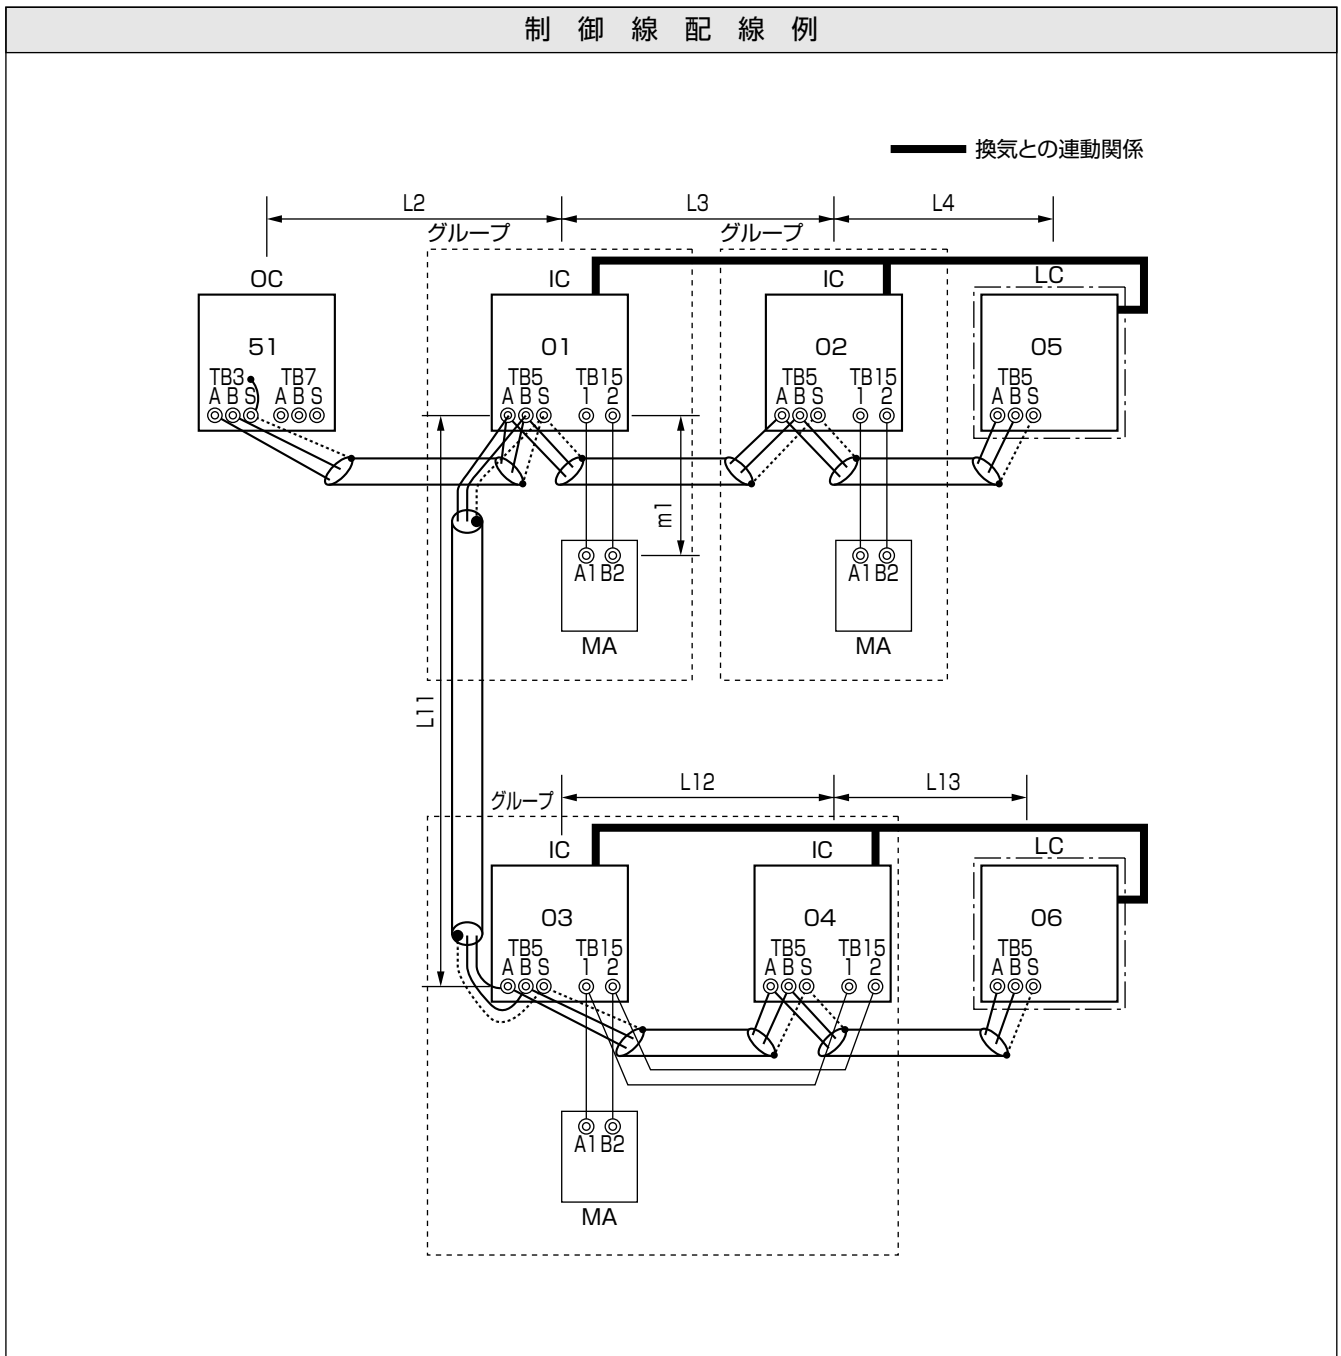 制御線配線例
換気との連動関係
L2 L3 L4
グループ グループ
OC IC IC LC
51 01 02 05
TB3 TB7 TB5 TB15 TB5 TB15 TB5
A B S A B S A B S 1 2 A B S 1 2 A B S
m1
A1 B2 A1 B2
MA MA
L11
L12 L13
グループ
IC IC LC
03 04 06
TB5 TB15 TB5 TB15 TB5
A B S 1 2 A B S 1 2 A B S
A1 B2
MA